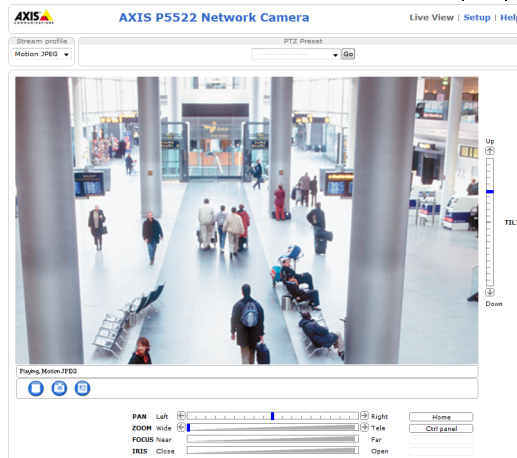 AXIS
COMMUNICATIONS
AXIS P5522 Network Camera
Live View | Setup | Help
Stream profile
PTZ Preset
Motion JPEG
Go
Up
TILT
Down
Playing, Motion JPEG
PAN Left Right Home
ZOOM Wide Tele Ctrl panel
FOCUS Near Far
IRIS Close Open